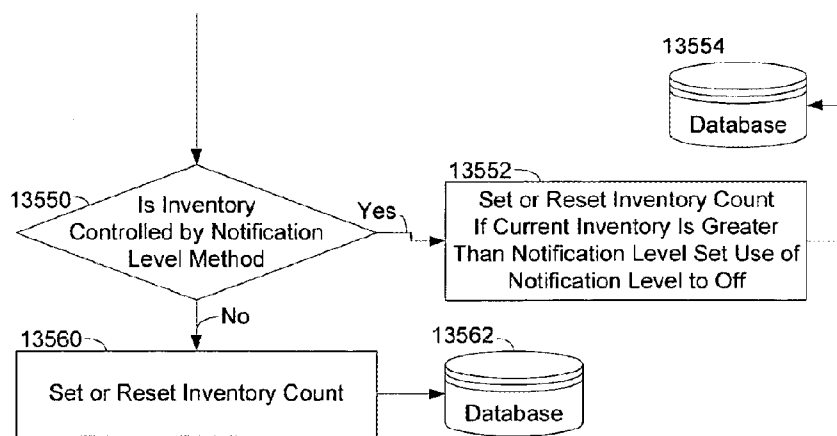 13554
Database
13550
Is Inventory
Controlled by Notification
Level Method
Yes
13552
Set or Reset Inventory Count
If Current Inventory Is Greater
Than Notification Level Set Use of
Notification Level to Off
No
13560
Set or Reset Inventory Count
13562
Database